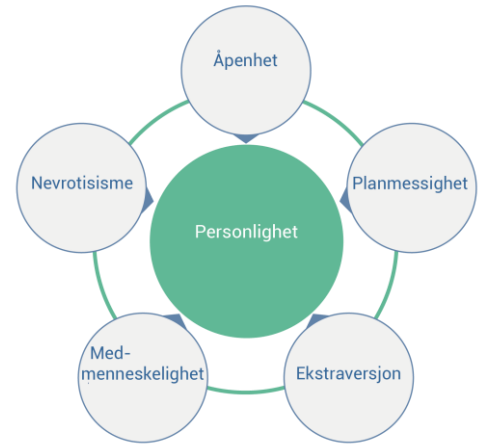 Åpenhet
Nevrotisisme
Planmessighet
Personlighet
Med-
menneskelighet
Ekstraversjon